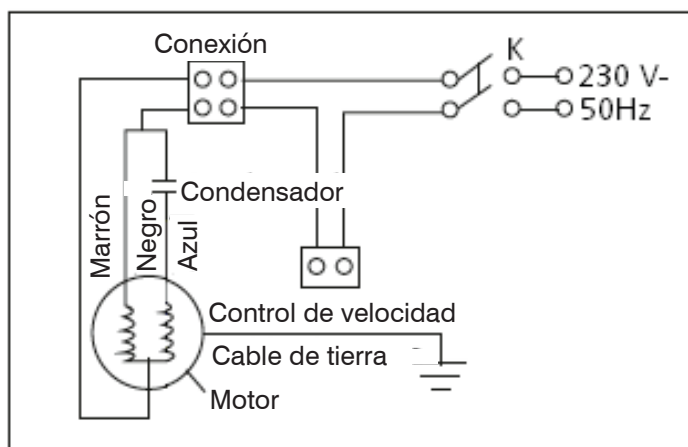 Conexión
K
230 V-
50Hz
Condensador
Marrón
Negro
Azul
Control de velocidad
Cable de tierra
Motor